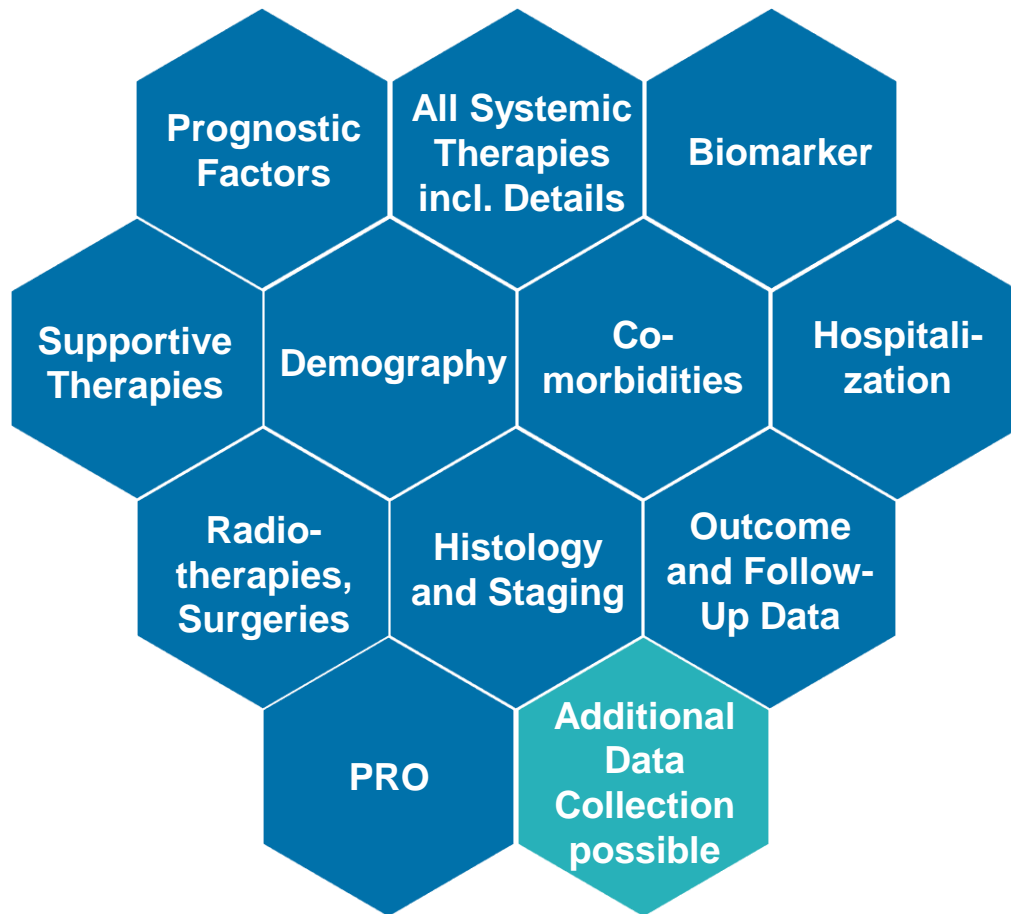 Prognostic
Factors
All Systemic
Therapies
incl. Details
Biomarker
Supportive
Therapies
Demography
Co-
morbidities
Hospitali-
zation
Radio-
therapies,
Surgeries
Histology
and Staging
Outcome
and Follow-
Up Data
PRO
Additional
Data
Collection
possible